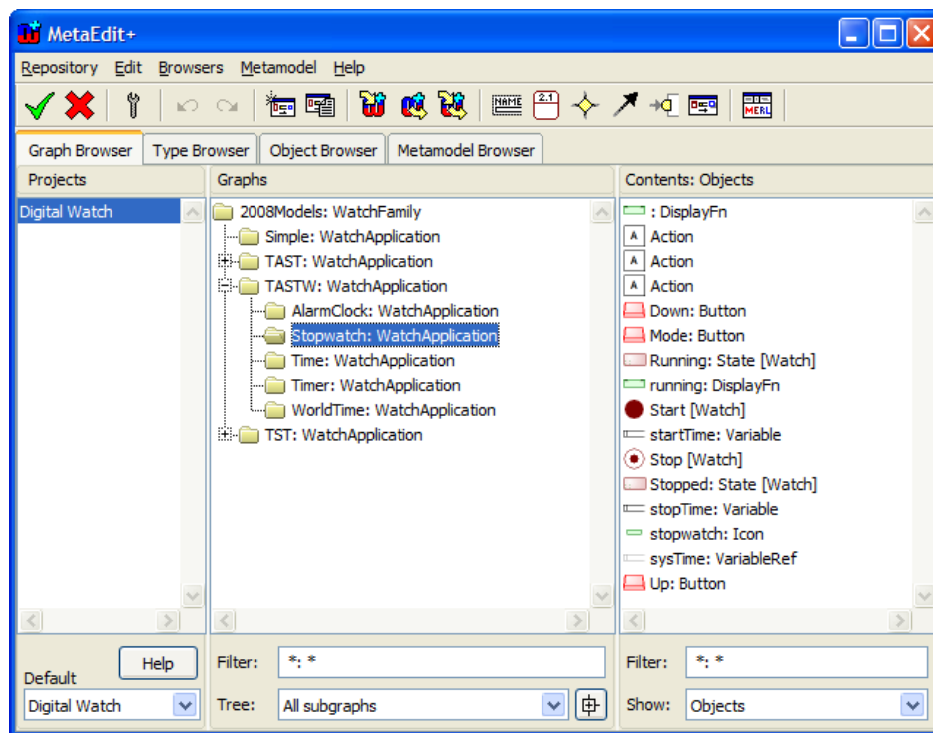 MetaEdit+
Repository Edit Browsers Metamodel Help
NAME 2.1 MERL
Graph Browser Type Browser Object Browser Metamodel Browser
Projects Graphs Contents: Objects
Digital Watch
2008Models: WatchFamily
Simple: WatchApplication
TAST: WatchApplication
TASTW: WatchApplication
AlarmClock: WatchApplication
Stopwatch: WatchApplication
Time: WatchApplication
Timer: WatchApplication
WorldTime: WatchApplication
TST: WatchApplication
: DisplayFn
A Action
A Action
A Action
Down: Button
Mode: Button
Running: State [Watch]
running: DisplayFn
Start [Watch]
startTime: Variable
Stop [Watch]
Stopped: State [Watch]
stopTime: Variable
stopwatch: Icon
sysTime: VariableRef
Up: Button
Default Help
Digital Watch
Filter: *: *
Tree: All subgraphs
Filter: *: *
Show: Objects